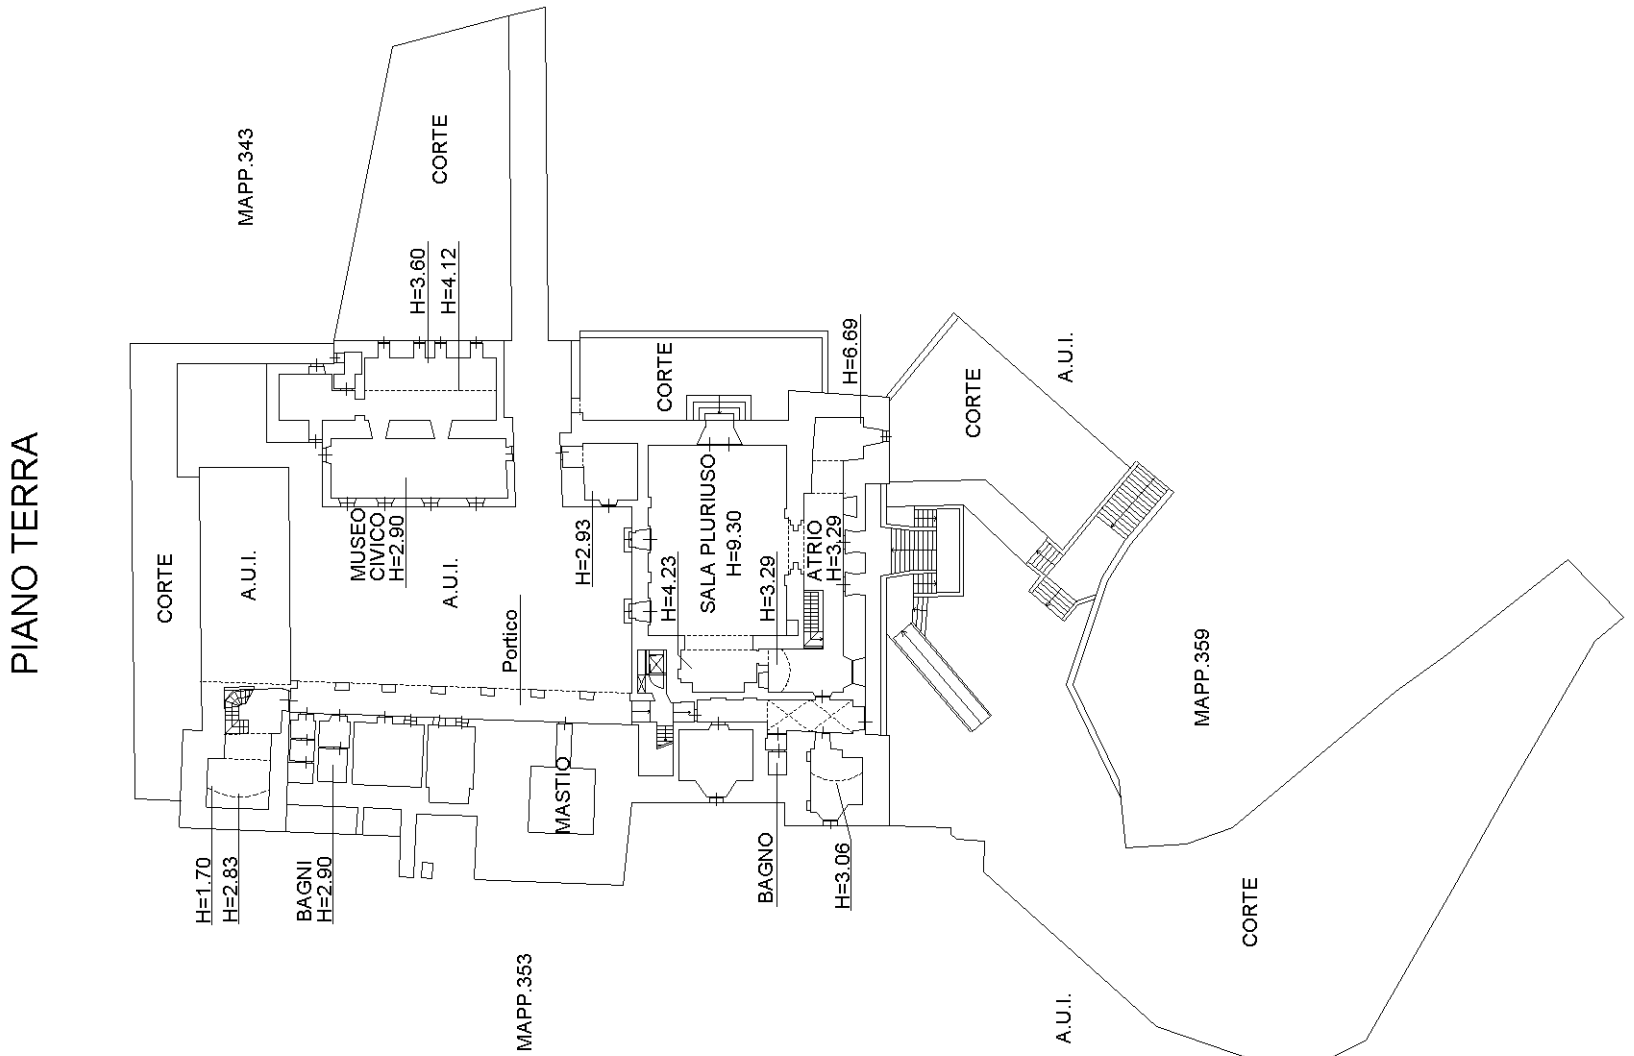 PIANO TERRA
CORTE
A.U.I.
H=1.70
H=2.83
BAGNI
H=2.90
MAPP.343
MUSEO
CIVICO
H=2.90
H=3.60
H=4.12
CORTE
A.U.I.
Portico
MASTIO
MAPP.353
H=2.93
CORTE
H=4.23
SALA PLURIUSO
H=9.30
H=3.29
BAGNO
ATRIO
H=3.29
H=6.69
H=3.06
CORTE
A.U.I.
MAPP.359
CORTE
A.U.I.